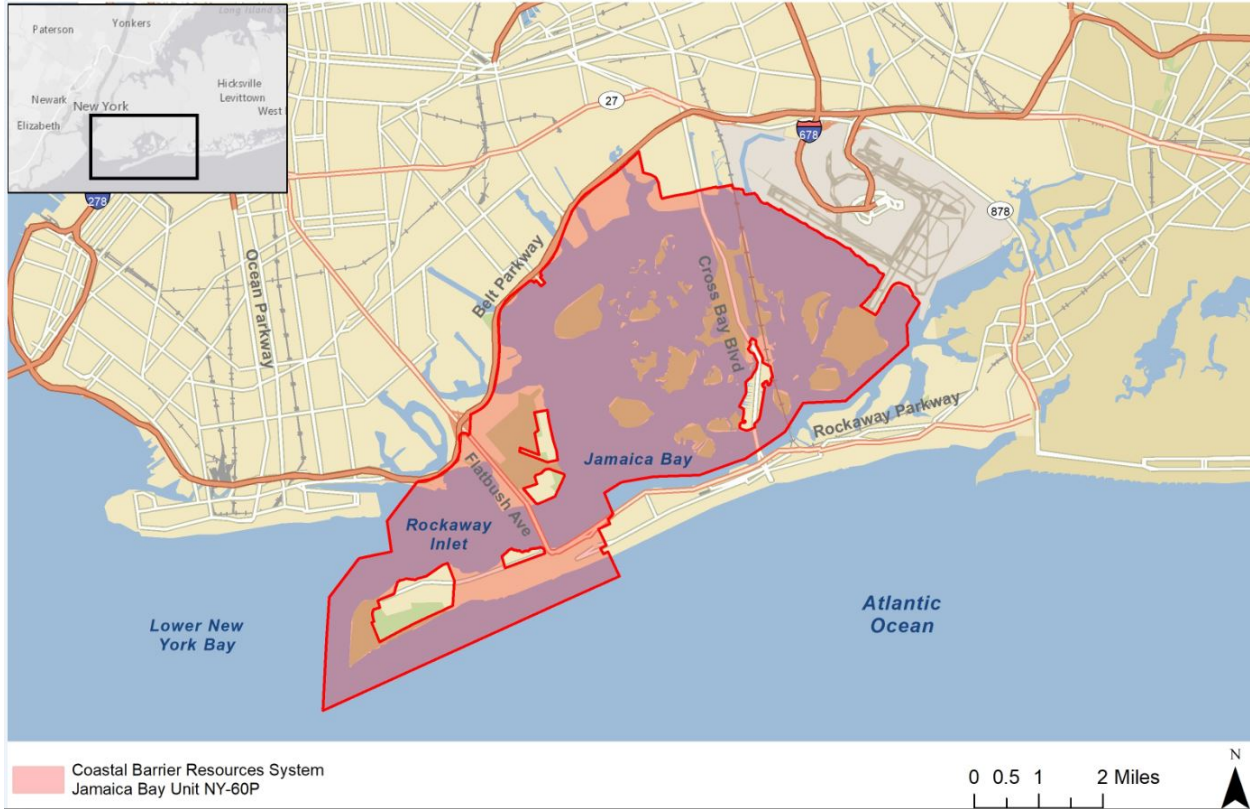 Paterson
Yonkers
Long Island S
Newark
New York
Elizabeth
Hicksville
Levittown
West
278
27
678
878
Ocean Parkway
Belt Parkway
Cross Bay Blvd
Rockaway Parkway
Jamaica Bay
Flatbush Ave
Rockaway
Inlet
Lower New
York Bay
Atlantic
Ocean
Coastal Barrier Resources System
Jamaica Bay Unit NY-60P
0 0.5 1 2 Miles
N